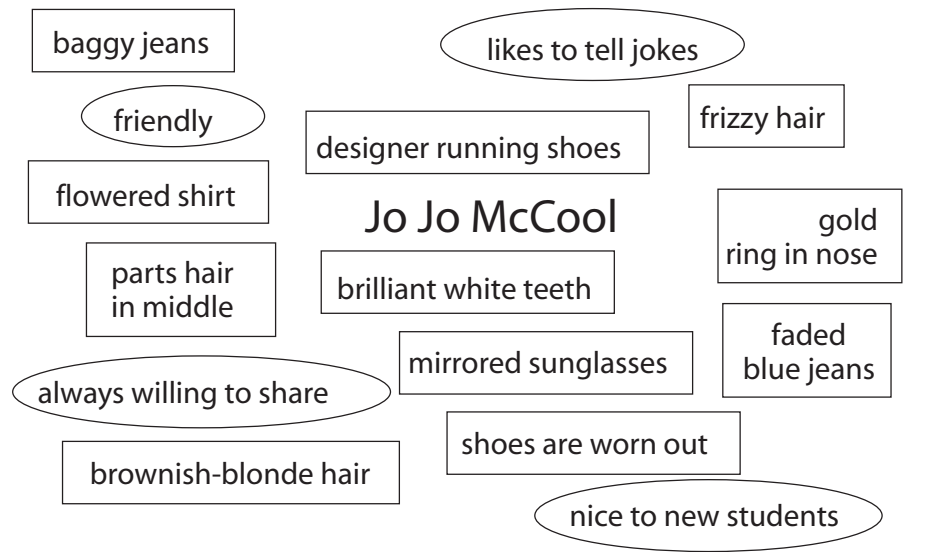 baggy jeans
likes to tell jokes
friendly
frizzy hair
designer running shoes
flowered shirt
Jo Jo McCool
gold
ring in nose
parts hair
in middle
brilliant white teeth
faded
blue jeans
mirrored sunglasses
always willing to share
shoes are worn out
brownish-blonde hair
nice to new students